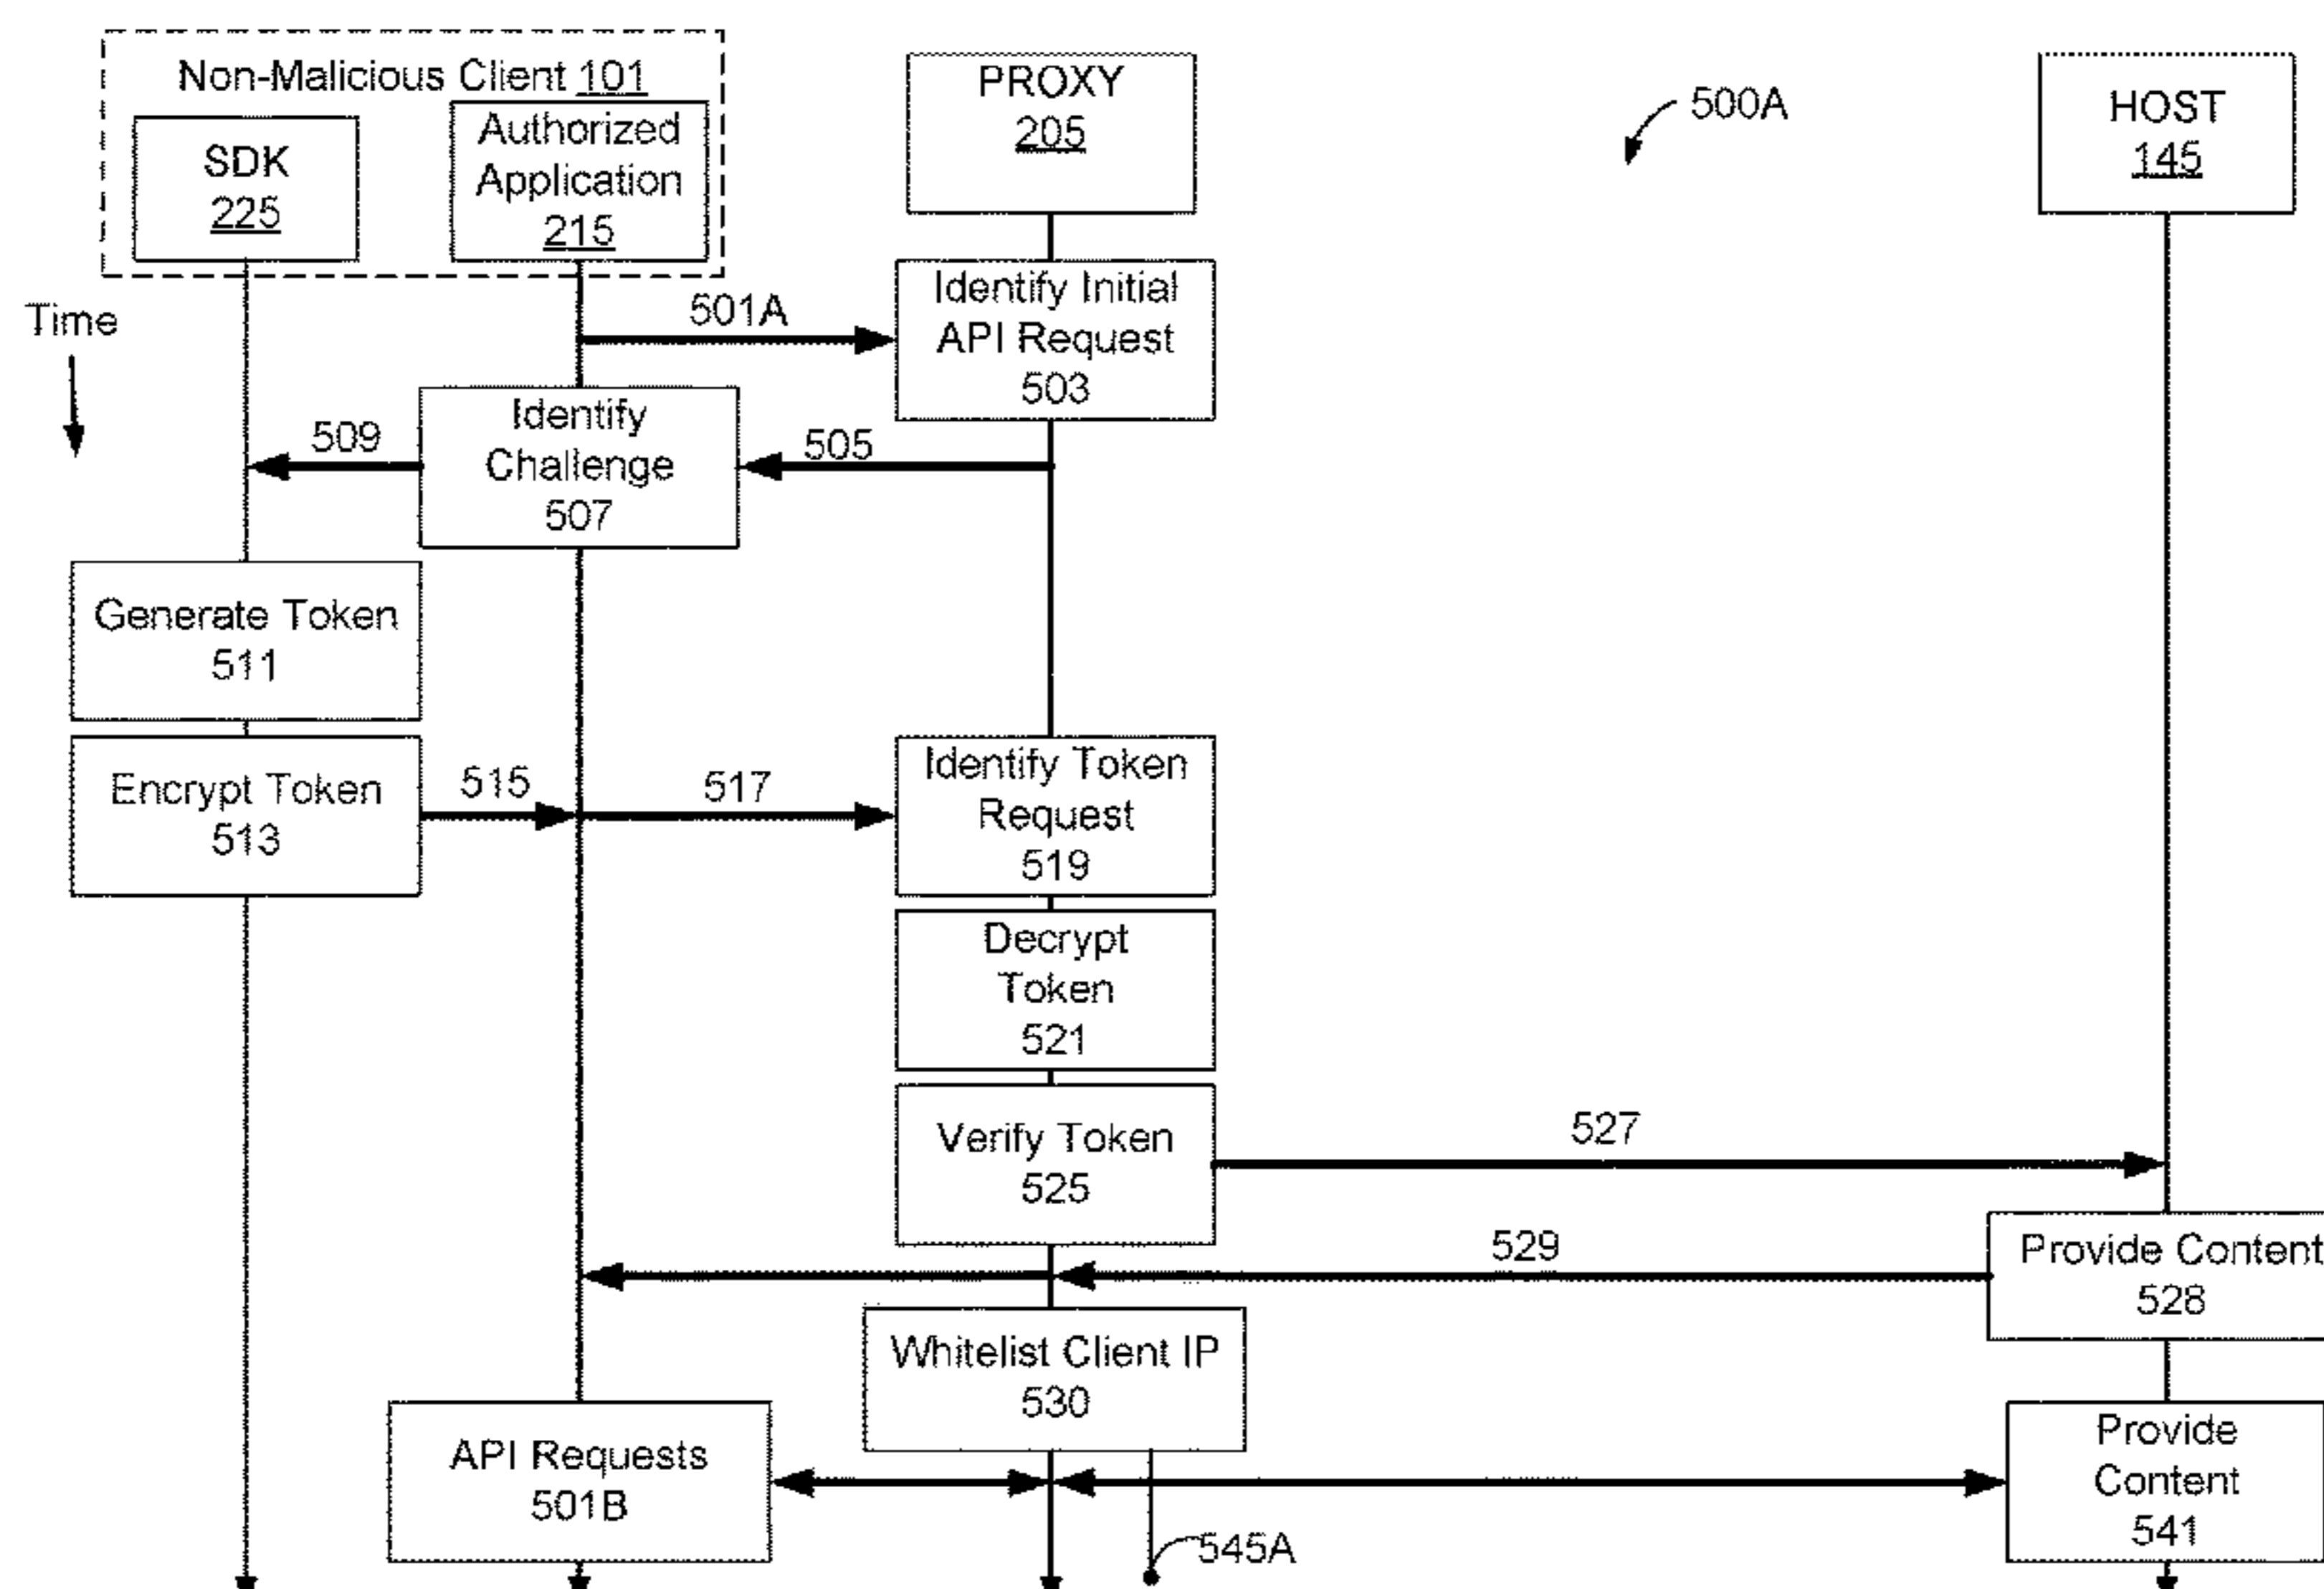 Non-Malicious Client 101
SDK
225
Authorized
Application
215
PROXY
205
500A
HOST
145
Time
501A
Identify Initial
API Request
503
509
Identify
Challenge
507
505
Generate Token
511
Encrypt Token
513
515
517
Identify Token
Request
519
Decrypt
Token
521
Verify Token
525
527
529
Provide Content
528
Whitelist Client IP
530
API Requests
501B
Provide
Content
541
545A